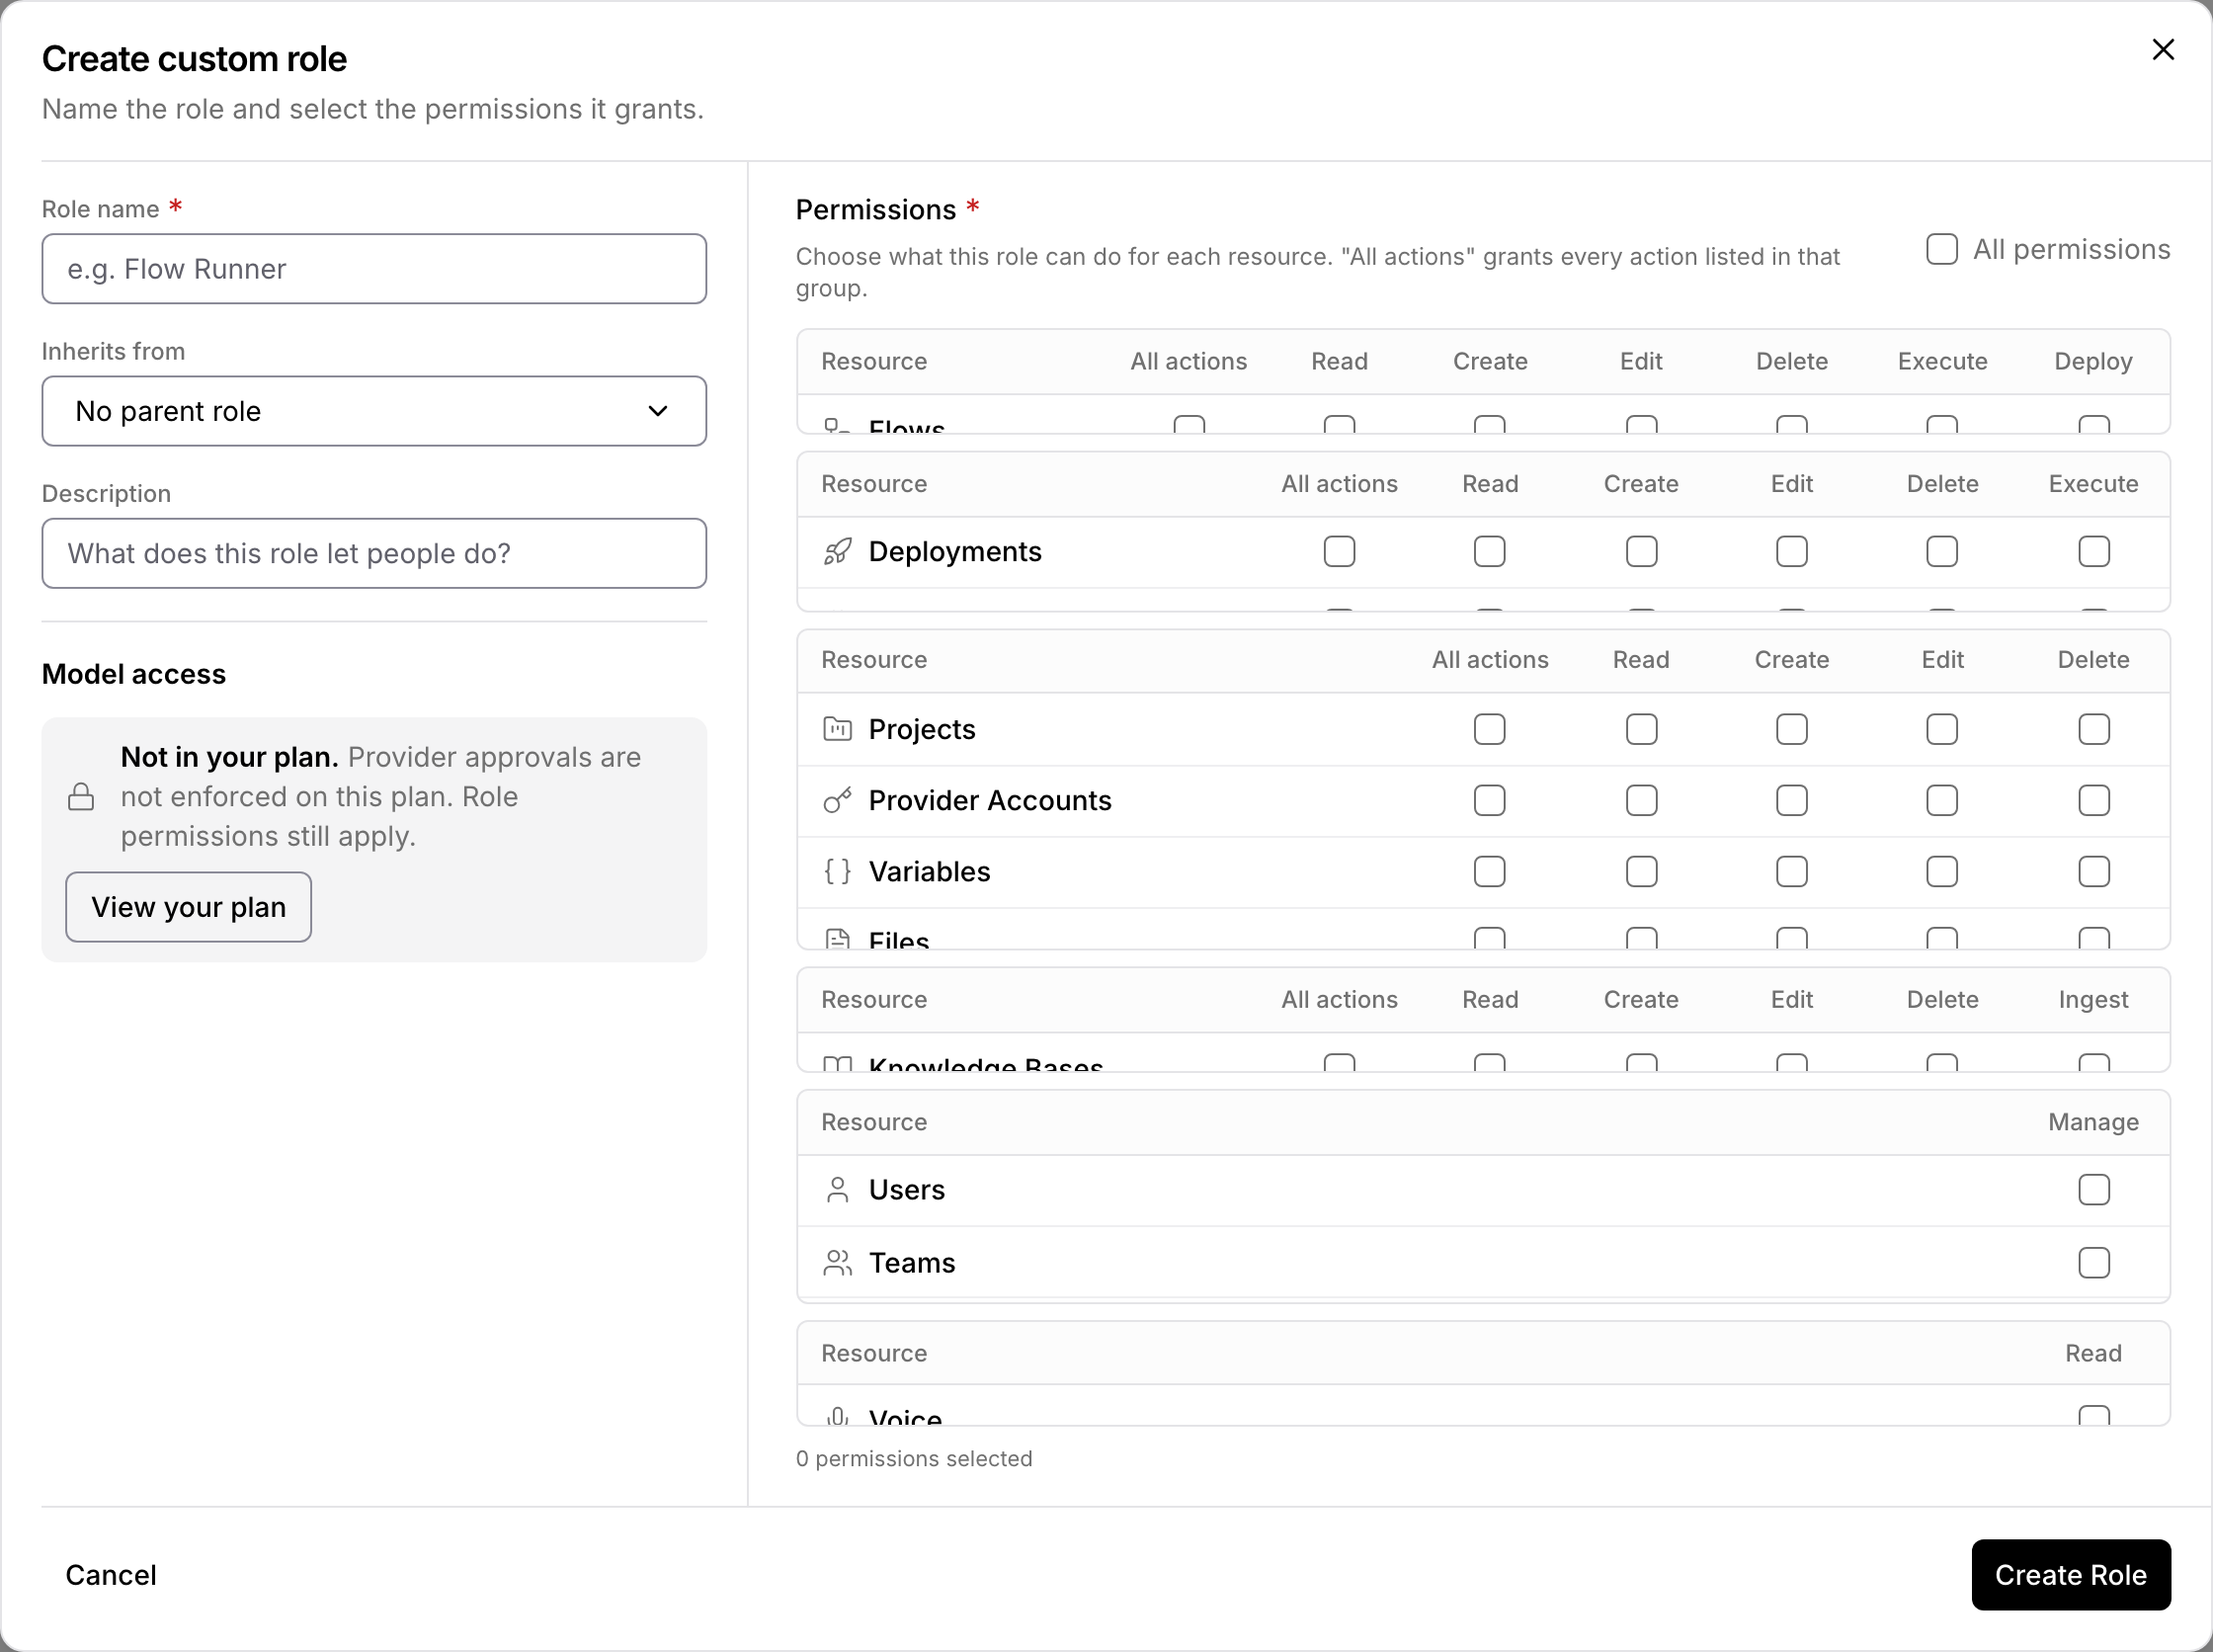 Create custom role
Name the role and select the permissions it grants.
Role name *
e.g. Flow Runner
Inherits from
No parent role
Description
What does this role let people do?
Model access
Not in your plan. Provider approvals are
not enforced on this plan. Role
permissions still apply.
View your plan
Permissions *
Choose what this role can do for each resource. "All actions" grants every action listed in that
group.
All permissions
Resource All actions Read Create Edit Delete Execute Deploy
Flows
Resource All actions Read Create Edit Delete Execute
Deployments
Resource All actions Read Create Edit Delete
Projects
Provider Accounts
Variables
Files
Resource All actions Read Create Edit Delete Ingest
Knowledge Bases
Resource Manage
Users
Teams
Resource Read
Voice
0 permissions selected
Cancel
Create Role